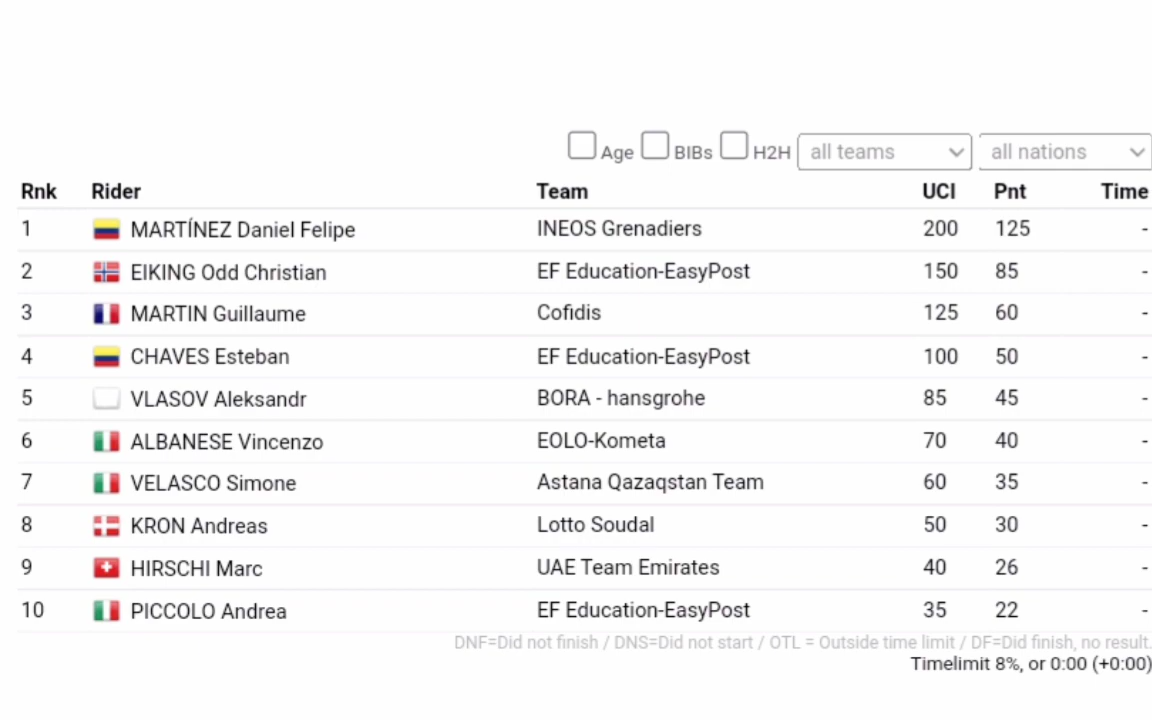 Age BIBs H2H all teams all nations
Rnk Rider Team UCI Pnt Time
1 MARTÍNEZ Daniel Felipe INEOS Grenadiers 200 125 -
2 EIKING Odd Christian EF Education-EasyPost 150 85 -
3 MARTIN Guillaume Cofidis 125 60 -
4 CHAVES Esteban EF Education-EasyPost 100 50 -
5 VLASOV Aleksandr BORA - hansgrohe 85 45 -
6 ALBANESE Vincenzo EOLO-Kometa 70 40 -
7 VELASCO Simone Astana Qazaqstan Team 60 35 -
8 KRON Andreas Lotto Soudal 50 30 -
9 HIRSCHI Marc UAE Team Emirates 40 26 -
10 PICCOLO Andrea EF Education-EasyPost 35 22 -
DNF=Did not finish / DNS=Did not start / OTL = Outside time limit / DF=Did finish, no result.
Timelimit 8%, or 0:00 (+0:00)